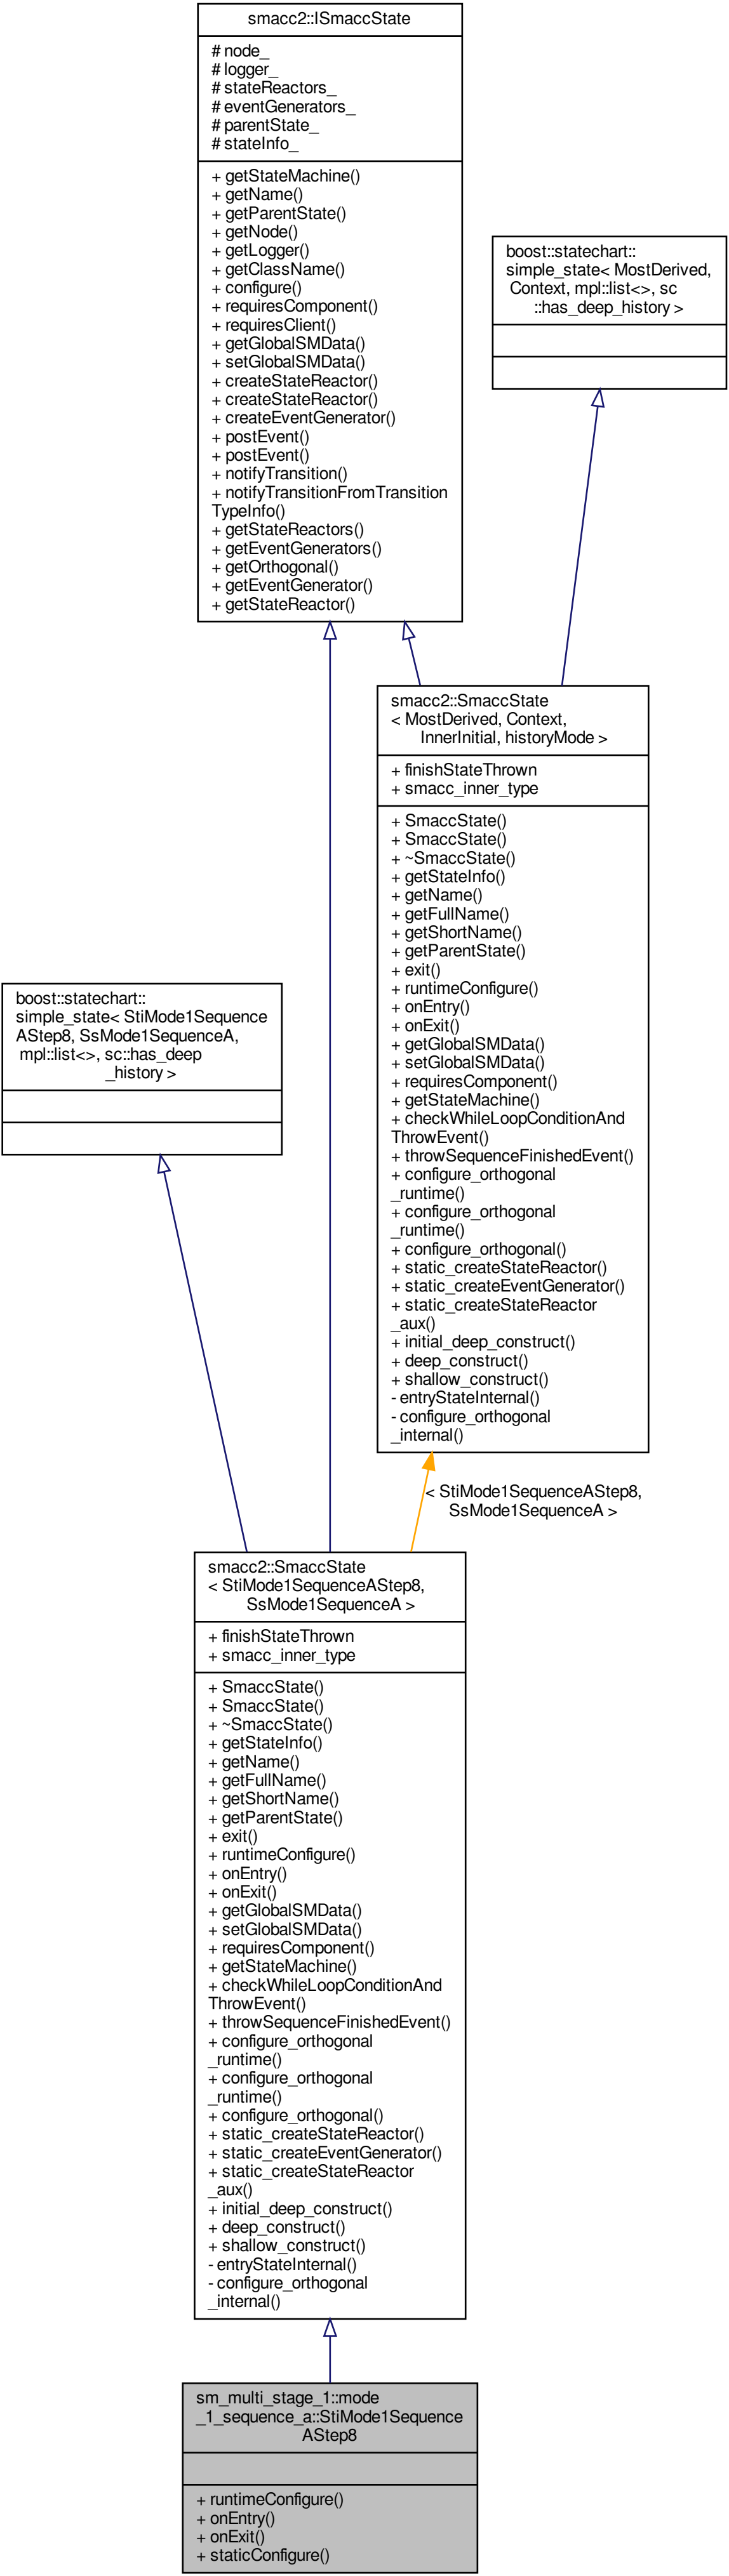 smacc2::ISmaccState
# node_
# logger_
# stateReactors_
# eventGenerators_
# parentState_
# stateInfo_
+ getStateMachine()
+ getName()
+ getParentState()
+ getNode()
+ getLogger()
+ getClassName()
+ configure()
+ requiresComponent()
+ requiresClient()
+ getGlobalSMData()
+ setGlobalSMData()
+ createStateReactor()
+ createStateReactor()
+ createEventGenerator()
+ postEvent()
+ postEvent()
+ notifyTransition()
+ notifyTransitionFromTransition
TypeInfo()
+ getStateReactors()
+ getEventGenerators()
+ getOrthogonal()
+ getEventGenerator()
+ getStateReactor()
boost::statechart::
simple_state< MostDerived,
Context, mpl::list<>, sc
::has_deep_history >
smacc2::SmaccState
< MostDerived, Context,
InnerInitial, historyMode >
+ finishStateThrown
+ smacc_inner_type
+ SmaccState()
+ SmaccState()
+ ~SmaccState()
+ getStateInfo()
+ getName()
+ getFullName()
+ getShortName()
+ getParentState()
+ exit()
+ runtimeConfigure()
+ onEntry()
+ onExit()
+ getGlobalSMData()
+ setGlobalSMData()
+ requiresComponent()
+ getStateMachine()
+ checkWhileLoopConditionAnd
ThrowEvent()
+ throwSequenceFinishedEvent()
+ configure_orthogonal
_runtime()
+ configure_orthogonal
_runtime()
+ configure_orthogonal()
+ static_createStateReactor()
+ static_createEventGenerator()
+ static_createStateReactor
_aux()
+ initial_deep_construct()
+ deep_construct()
+ shallow_construct()
- entryStateInternal()
- configure_orthogonal
_internal()
boost::statechart::
simple_state< StiMode1Sequence
AStep8, SsMode1SequenceA,
mpl::list<>, sc::has_deep
_history >
< StiMode1SequenceAStep8,
SsMode1SequenceA >
smacc2::SmaccState
< StiMode1SequenceAStep8,
SsMode1SequenceA >
+ finishStateThrown
+ smacc_inner_type
+ SmaccState()
+ SmaccState()
+ ~SmaccState()
+ getStateInfo()
+ getName()
+ getFullName()
+ getShortName()
+ getParentState()
+ exit()
+ runtimeConfigure()
+ onEntry()
+ onExit()
+ getGlobalSMData()
+ setGlobalSMData()
+ requiresComponent()
+ getStateMachine()
+ checkWhileLoopConditionAnd
ThrowEvent()
+ throwSequenceFinishedEvent()
+ configure_orthogonal
_runtime()
+ configure_orthogonal
_runtime()
+ configure_orthogonal()
+ static_createStateReactor()
+ static_createEventGenerator()
+ static_createStateReactor
_aux()
+ initial_deep_construct()
+ deep_construct()
+ shallow_construct()
- entryStateInternal()
- configure_orthogonal
_internal()
sm_multi_stage_1::mode
_1_sequence_a::StiMode1Sequence
AStep8
+ runtimeConfigure()
+ onEntry()
+ onExit()
+ staticConfigure()